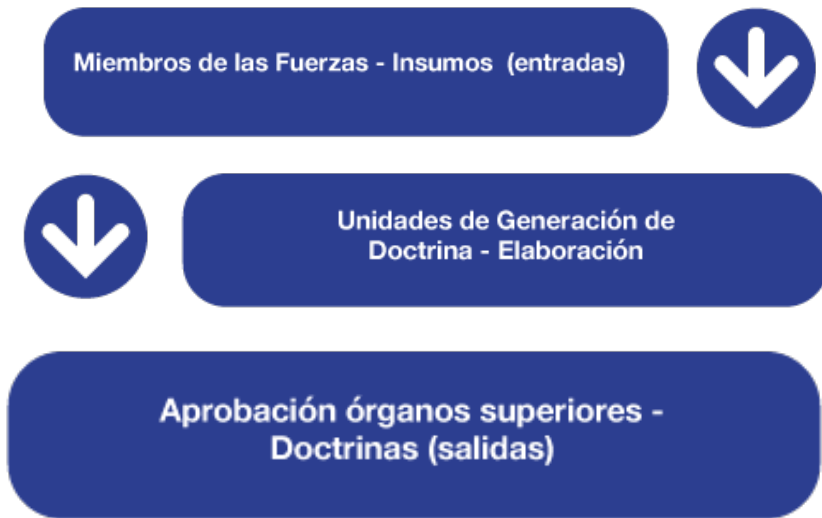 Miembros de las Fuerzas - Insumos (entradas)
Unidades de Generación de
Doctrina - Elaboración
Aprobación órganos superiores -
Doctrinas (salidas)